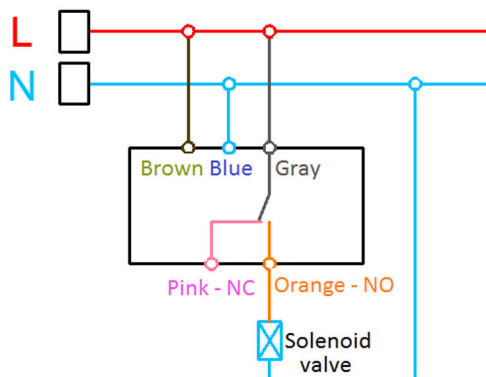 L
N
Brown Blue Gray
Pink - NC Orange - NO
Solenoid
valve